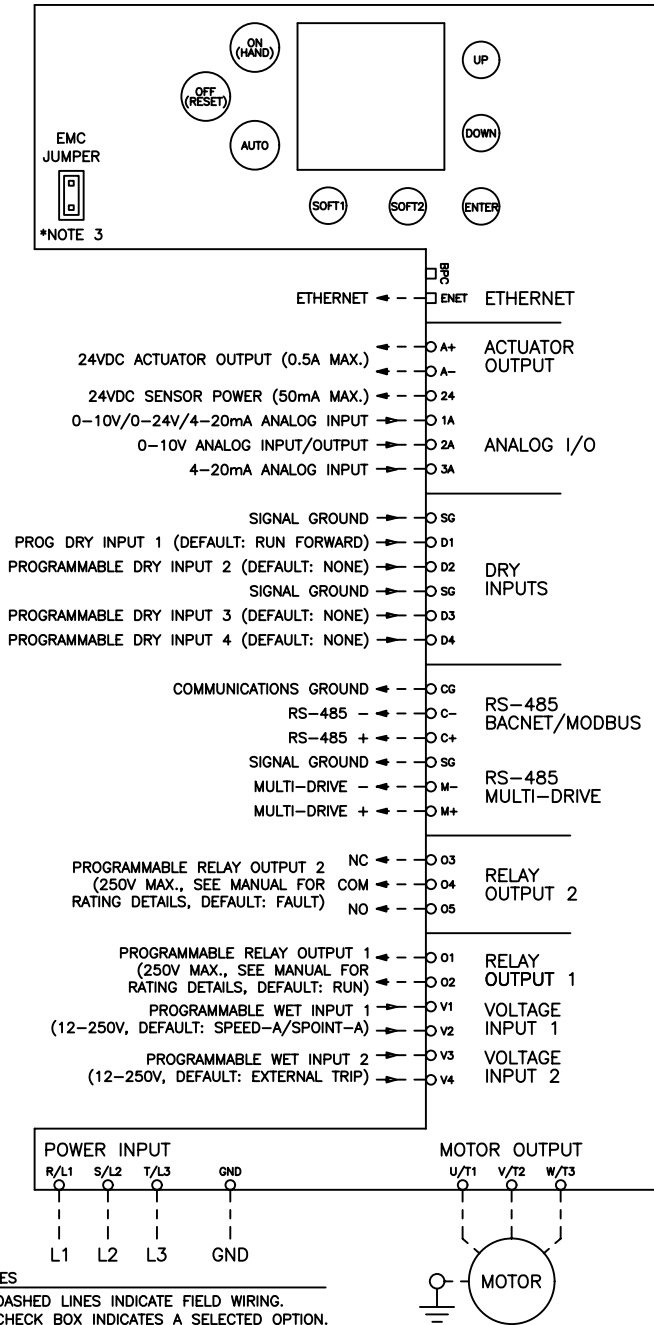 ON
(HAND)
UP
OFF
(RESET)
EMC
JUMPER
AUTO
DOWN
SOFT1
SOFT2
ENTER
*NOTE 3
BPC
ETHERNET ENET ETHERNET
A+ ACTUATOR
24VDC ACTUATOR OUTPUT (0.5A MAX.) OUTPUT
A-
24VDC SENSOR POWER (50mA MAX.) 24
0-10V/0-24V/4-20mA ANALOG INPUT 1A
0-10V ANALOG INPUT/OUTPUT 2A ANALOG I/O
4-20mA ANALOG INPUT 3A
SIGNAL GROUND SG
PROG DRY INPUT 1 (DEFAULT: RUN FORWARD) D1
PROGRAMMABLE DRY INPUT 2 (DEFAULT: NONE) D2 DRY
SIGNAL GROUND SG INPUTS
PROGRAMMABLE DRY INPUT 3 (DEFAULT: NONE) D3
PROGRAMMABLE DRY INPUT 4 (DEFAULT: NONE) D4
COMMUNICATIONS GROUND CG RS-485
RS-485 - C- BACNET/MODBUS
RS-485 + C+
SIGNAL GROUND SG RS-485
MULTI-DRIVE - M- MULTI-DRIVE
MULTI-DRIVE + M+
PROGRAMMABLE RELAY OUTPUT 2 NC 03 RELAY
(250V MAX., SEE MANUAL FOR COM 04 OUTPUT 2
RATING DETAILS, DEFAULT: FAULT) NO 05
PROGRAMMABLE RELAY OUTPUT 1 01 RELAY
(250V MAX., SEE MANUAL FOR OUTPUT 1
RATING DETAILS, DEFAULT: RUN) 02
PROGRAMMABLE WET INPUT 1 V1 VOLTAGE
(12-250V, DEFAULT: SPEED-A/SPOINT-A) V2 INPUT 1
PROGRAMMABLE WET INPUT 2 V3 VOLTAGE
(12-250V, DEFAULT: EXTERNAL TRIP) V4 INPUT 2
POWER INPUT MOTOR OUTPUT
R/L1 S/L2 T/L3 GND U/T1 V/T2 W/T3
L1 L2 L3 GND
MOTOR
ES
DASHED LINES INDICATE FIELD WIRING.
CHECK BOX INDICATES A SELECTED OPTION.